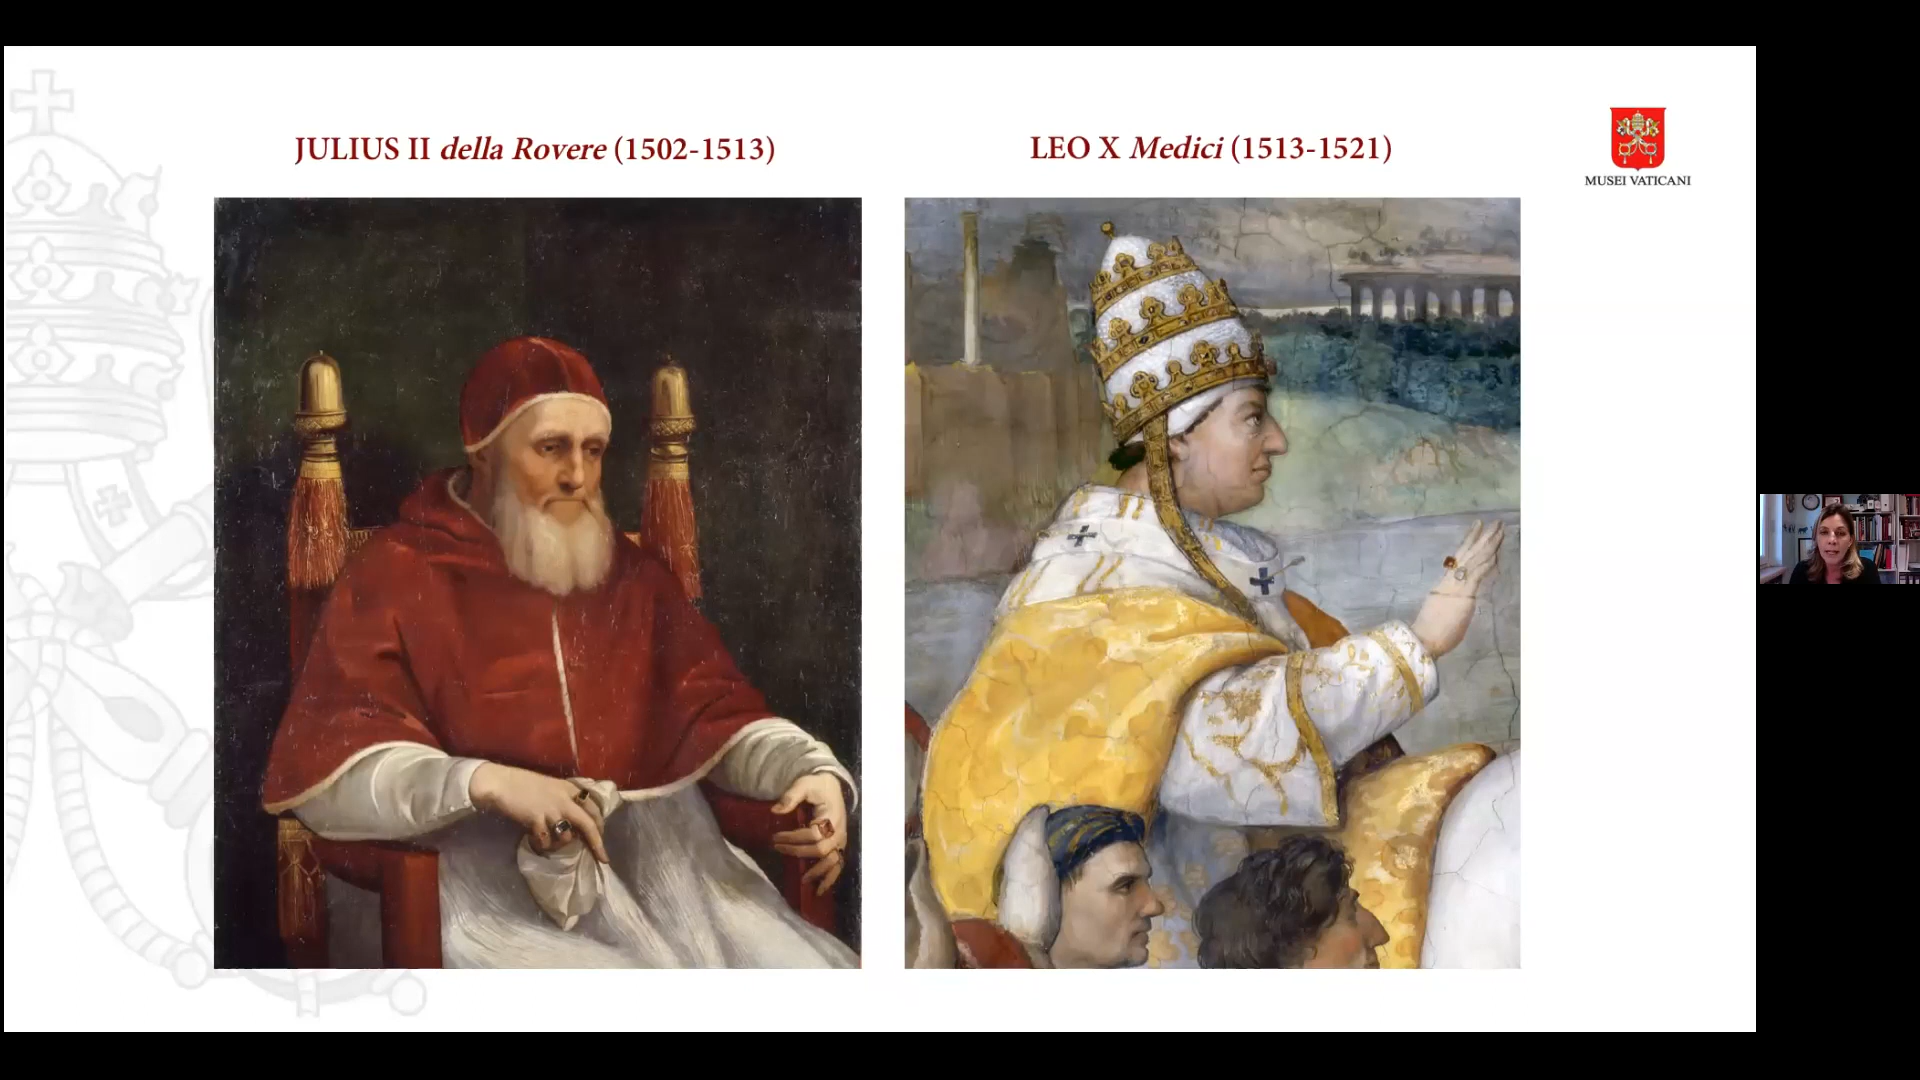 JULIUS II della Rovere (1502-1513)
LEO X Medici (1513-1521)
MUSEI VATICANI